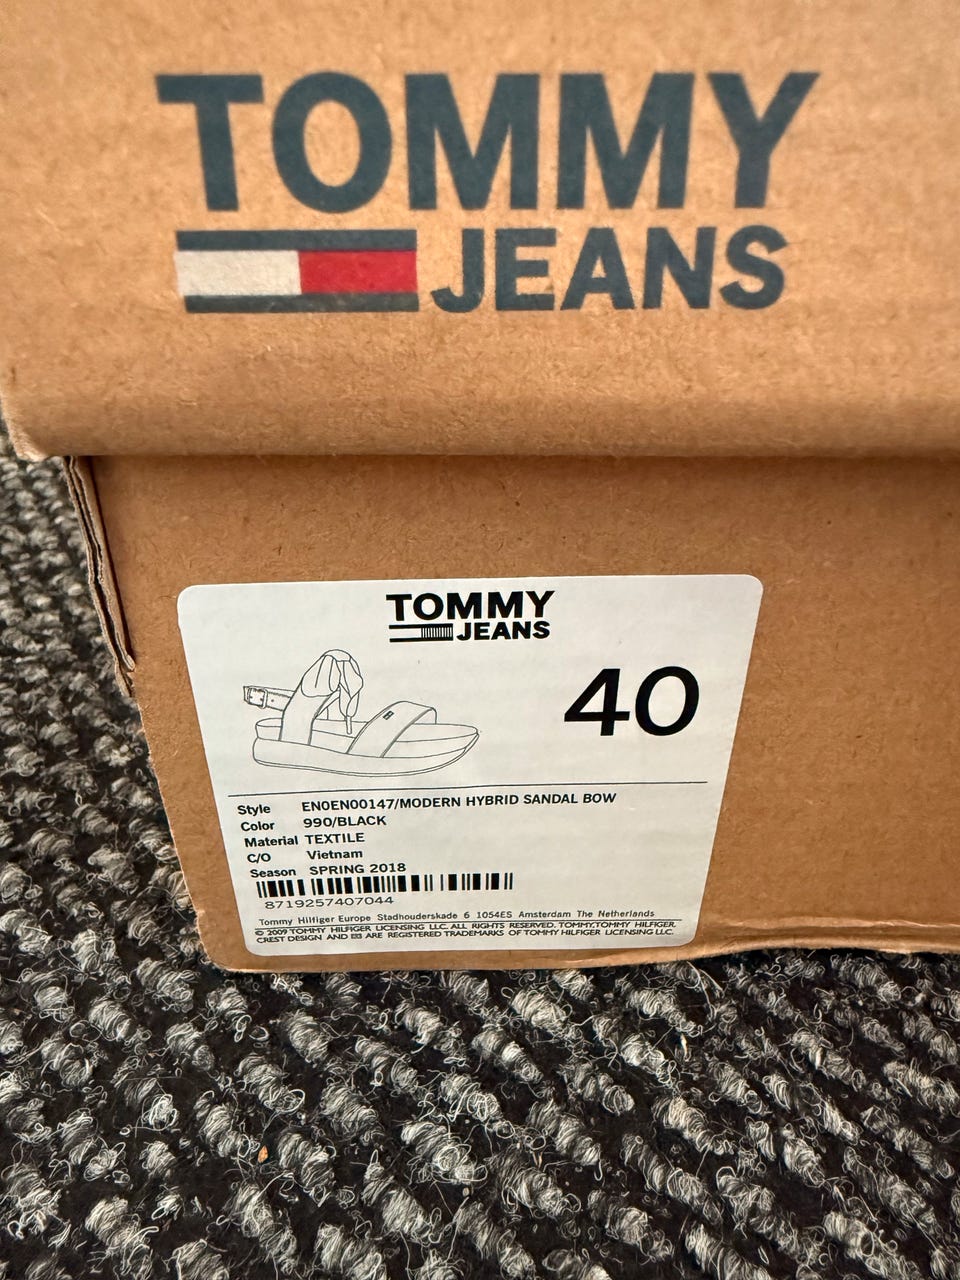 TOMMY
JEANS
TOMMY
JEANS
40
Style EN0EN00147/MODERN HYBRID SANDAL BOW
Color 990/BLACK
Material TEXTILE
C/O Vietnam
Season SPRING 2018
8719257407044
Tommy Hilfiger Europe Stadhouderskade 6 1054ES Amsterdam The Netherlands
© 2009 TOMMY HILFIGER LICENSING LLC. ALL RIGHTS RESERVED. TOMMY,TOMMY HILFIGER,
CREST DESIGN AND ARE REGISTERED TRADEMARKS OF TOMMY HILFIGER LICENSING LLC.